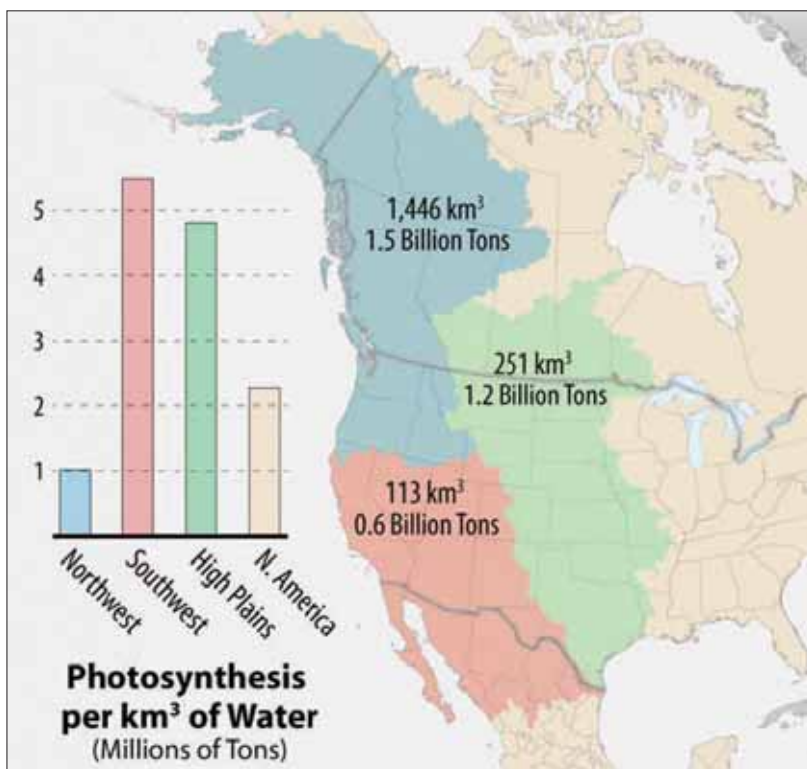 5
4
3
2
1
Northwest
Southwest
High Plains
N. America
Photosynthesis
per km³ of Water
(Millions of Tons)
1,446 km³
1.5 Billion Tons
251 km³
1.2 Billion Tons
113 km³
0.6 Billion Tons